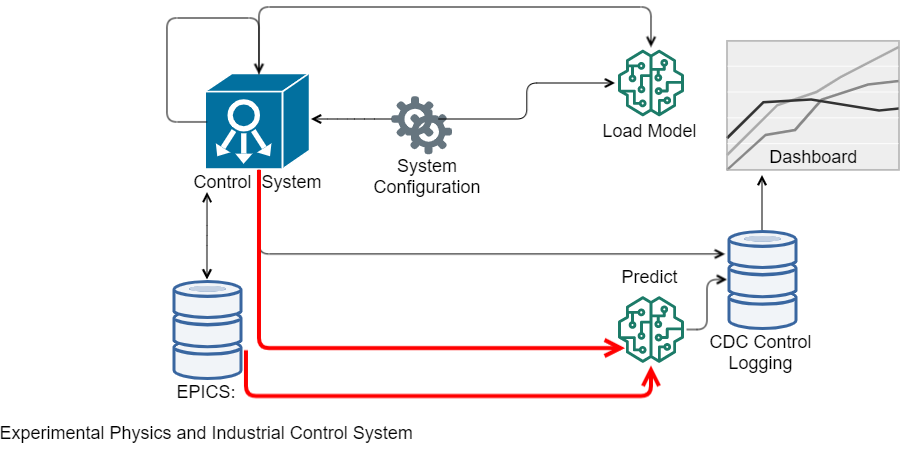 Load Model
Dashboard
System
Configuration
Control System
Predict
CDC Control
Logging
EPICS:
Experimental Physics and Industrial Control System